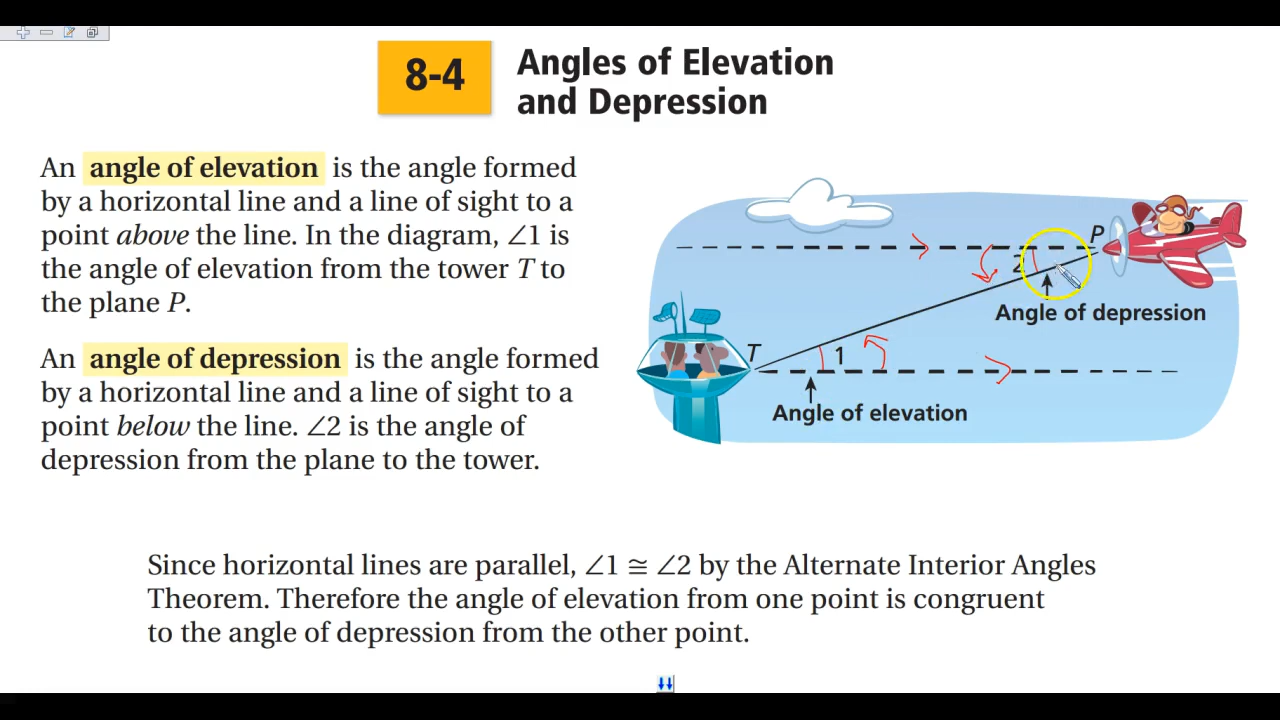 8-4
Angles of Elevation
and Depression
An angle of elevation is the angle formed
by a horizontal line and a line of sight to a
point above the line. In the diagram, ∠1 is
the angle of elevation from the tower T to
the plane P.
An angle of depression is the angle formed
by a horizontal line and a line of sight to a
point below the line. ∠2 is the angle of
depression from the plane to the tower.
P
2
Angle of depression
T
1
Angle of elevation
Since horizontal lines are parallel, ∠1 ≅ ∠2 by the Alternate Interior Angles
Theorem. Therefore the angle of elevation from one point is congruent
to the angle of depression from the other point.